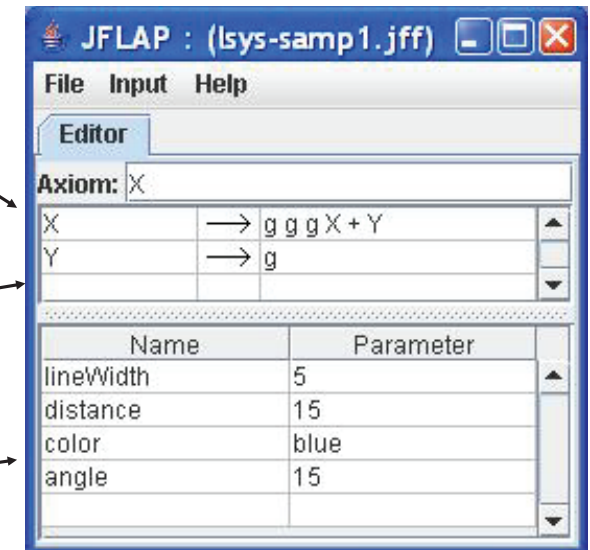 JFLAP : (lsys-samp1.jff)
File Input Help
Editor
Axiom: X
X → g g g X + Y
Y → g
Name Parameter
lineWidth 5
distance 15
color blue
angle 15